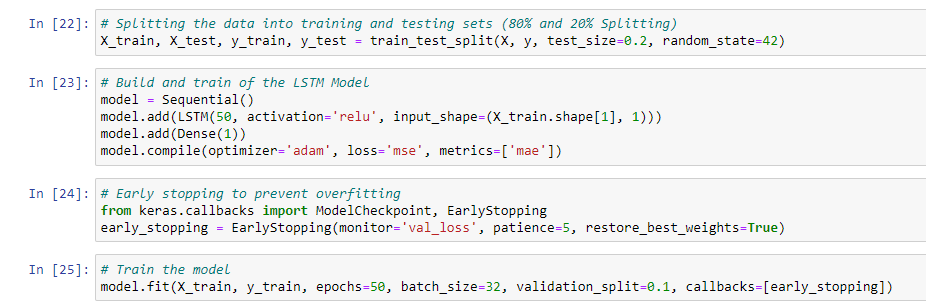 In [22]: # Splitting the data into training and testing sets (80% and 20% Splitting)
X_train, X_test, y_train, y_test = train_test_split(X, y, test_size=0.2, random_state=42)
In [23]: # Build and train of the LSTM Model
model = Sequential()
model.add(LSTM(50, activation='relu', input_shape=(X_train.shape[1], 1)))
model.add(Dense(1))
model.compile(optimizer='adam', loss='mse', metrics=['mae'])
In [24]: # Early stopping to prevent overfitting
from keras.callbacks import ModelCheckpoint, EarlyStopping
early_stopping = EarlyStopping(monitor='val_loss', patience=5, restore_best_weights=True)
In [25]: # Train the model
model.fit(X_train, y_train, epochs=50, batch_size=32, validation_split=0.1, callbacks=[early_stopping])